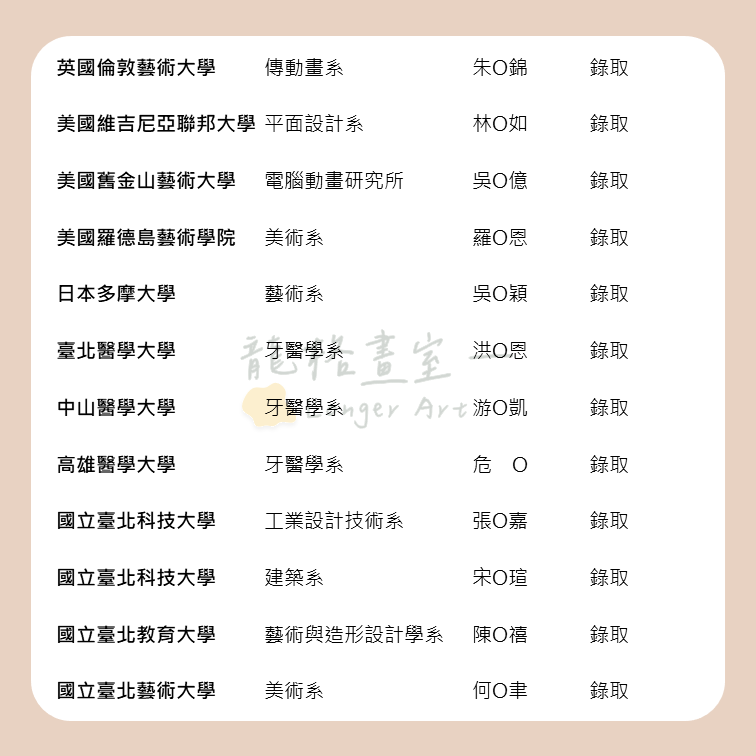 英國倫敦藝術大學 傳動畫系 朱O錦 錄取
美國維吉尼亞聯邦大學 平面設計系 林O如 錄取
美國舊金山藝術大學 電腦動畫研究所 吳O億 錄取
美國羅德島藝術學院 美術系 羅O恩 錄取
日本多摩大學 藝術系 吳O穎 錄取
臺北醫學大學 牙醫學系 洪O恩 錄取
龍格畫室
中山醫學大學 牙醫學系 游O凱 錄取
nger Art
高雄醫學大學 牙醫學系 危 O 錄取
國立臺北科技大學 工業設計技術系 張O嘉 錄取
國立臺北科技大學 建築系 宋O瑄 錄取
國立臺北教育大學 藝術與造形設計學系 陳O禧 錄取
國立臺北藝術大學 美術系 何O聿 錄取